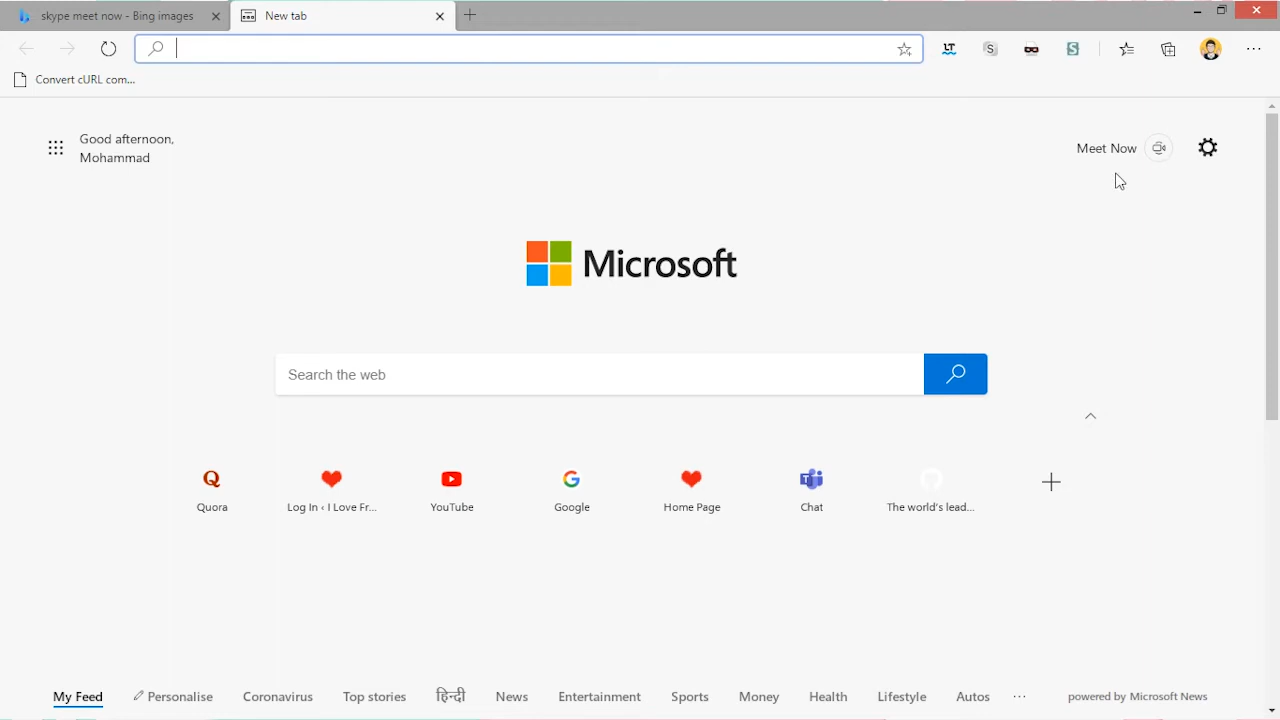 skype meet now - Bing images
New tab
Convert cURL com...
Good afternoon,
Mohammad
Meet Now
Microsoft
Search the web
Quora
Log In ‹ I Love Fr...
YouTube
Google
Home Page
Chat
The world's lead...
My Feed
Personalise
Coronavirus
Top stories
हिन्दी
News
Entertainment
Sports
Money
Health
Lifestyle
Autos
...
powered by Microsoft News